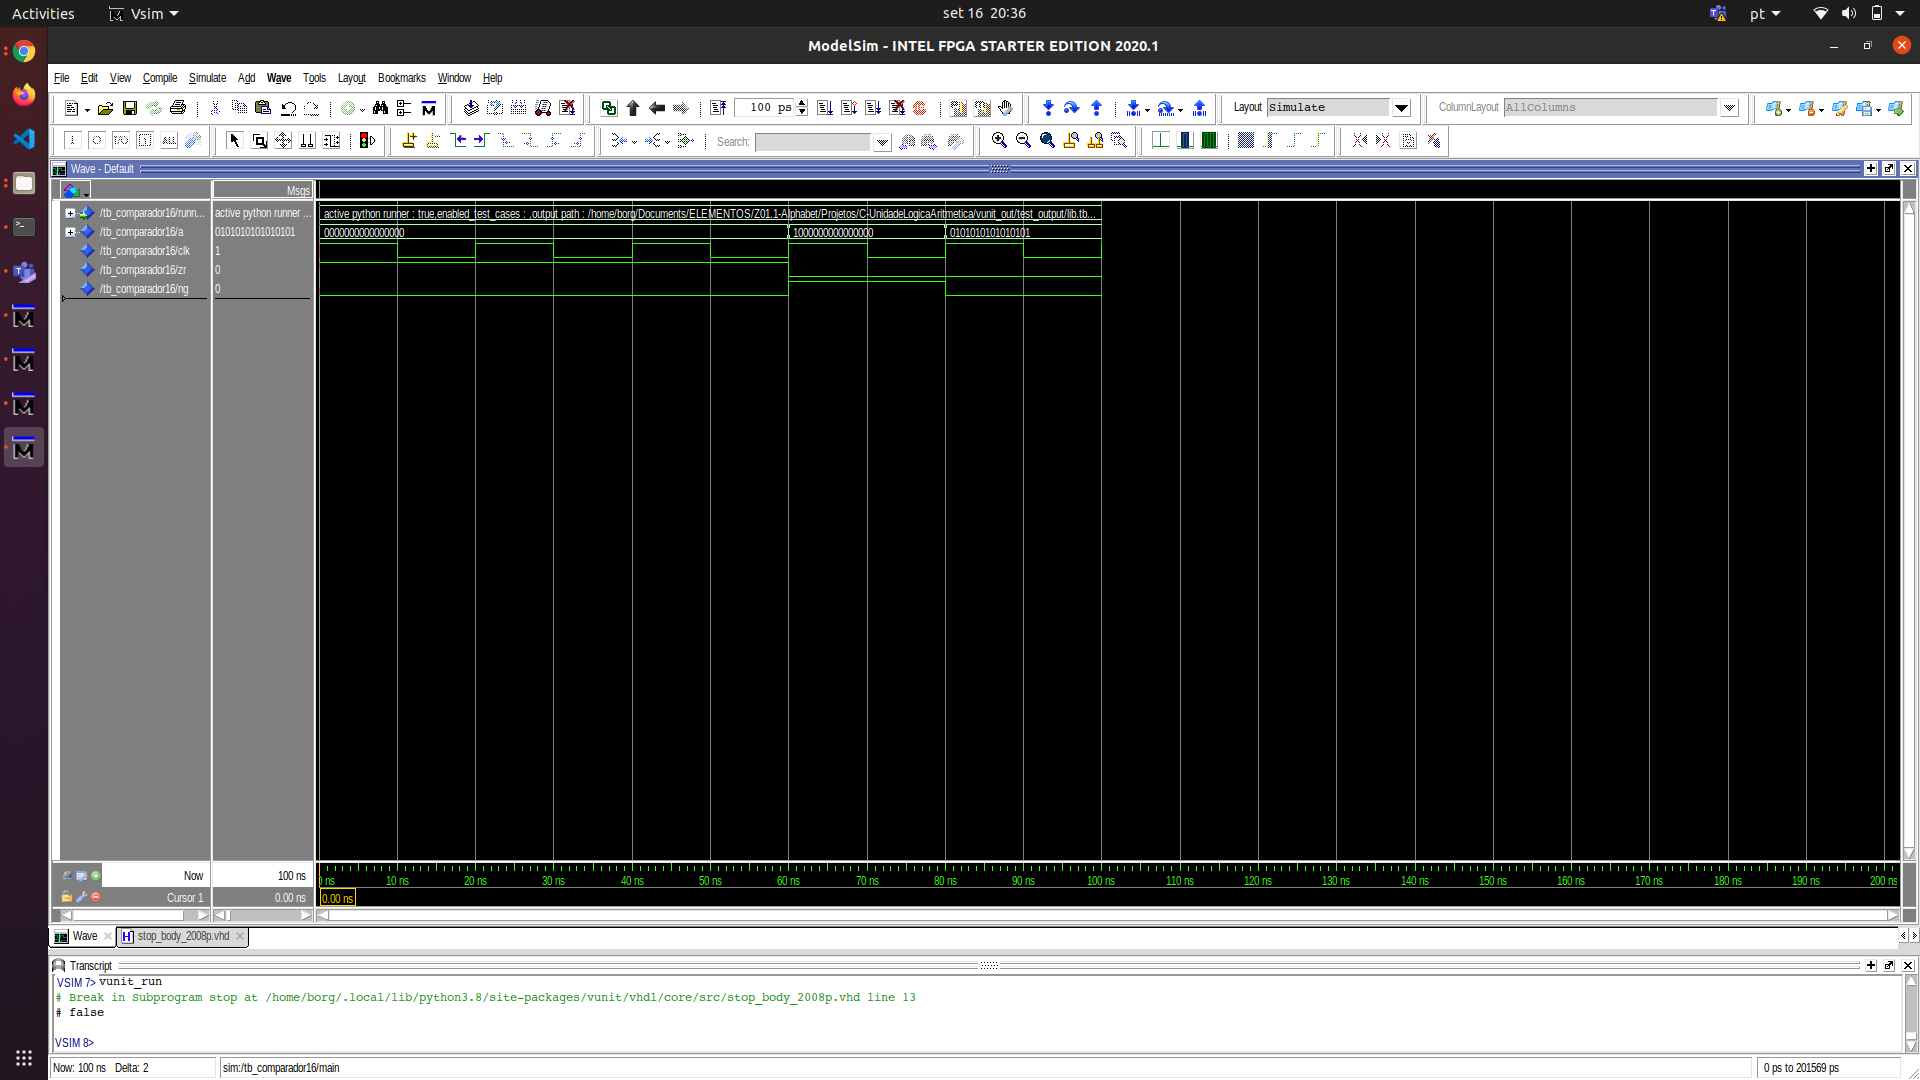 Activities Vsim set 16 20:36 pt
ModelSim - INTEL FPGA STARTER EDITION 2020.1
File Edit View Compile Simulate Add Wave Tools Layout Bookmarks Window Help
100 ps Layout Simulate ColumnLayout AllColumns
Search:
Wave - Default
Msgs
/tb_comparador16/runn... active python runner ... active python runner : true,enabled_test_cases : ,output path : /home/borg/Documents/ELEMENTOS/Z01.1-Alphabet/Projetos/C-UnidadeLogicaAritmetica/vunit_out/test_output/lib.tb...
/tb_comparador16/a 0101010101010101 0000000000000000 1000000000000000 0101010101010101
/tb_comparador16/clk 1
/tb_comparador16/zr 0
/tb_comparador16/ng 0
Now 100 ns ns 10 ns 20 ns 30 ns 40 ns 50 ns 60 ns 70 ns 80 ns 90 ns 100 ns 110 ns 120 ns 130 ns 140 ns 150 ns 160 ns 170 ns 180 ns 190 ns 200 ns
Cursor 1 0.00 ns 0.00 ns
Wave stop_body_2008p.vhd
Transcript
VSIM 7> vunit_run
# Break in Subprogram stop at /home/borg/.local/lib/python3.8/site-packages/vunit/vhdl/core/src/stop_body_2008p.vhd line 13
# false
VSIM 8>
Now: 100 ns Delta: 2 sim:/tb_comparador16/main 0 ps to 201569 ps